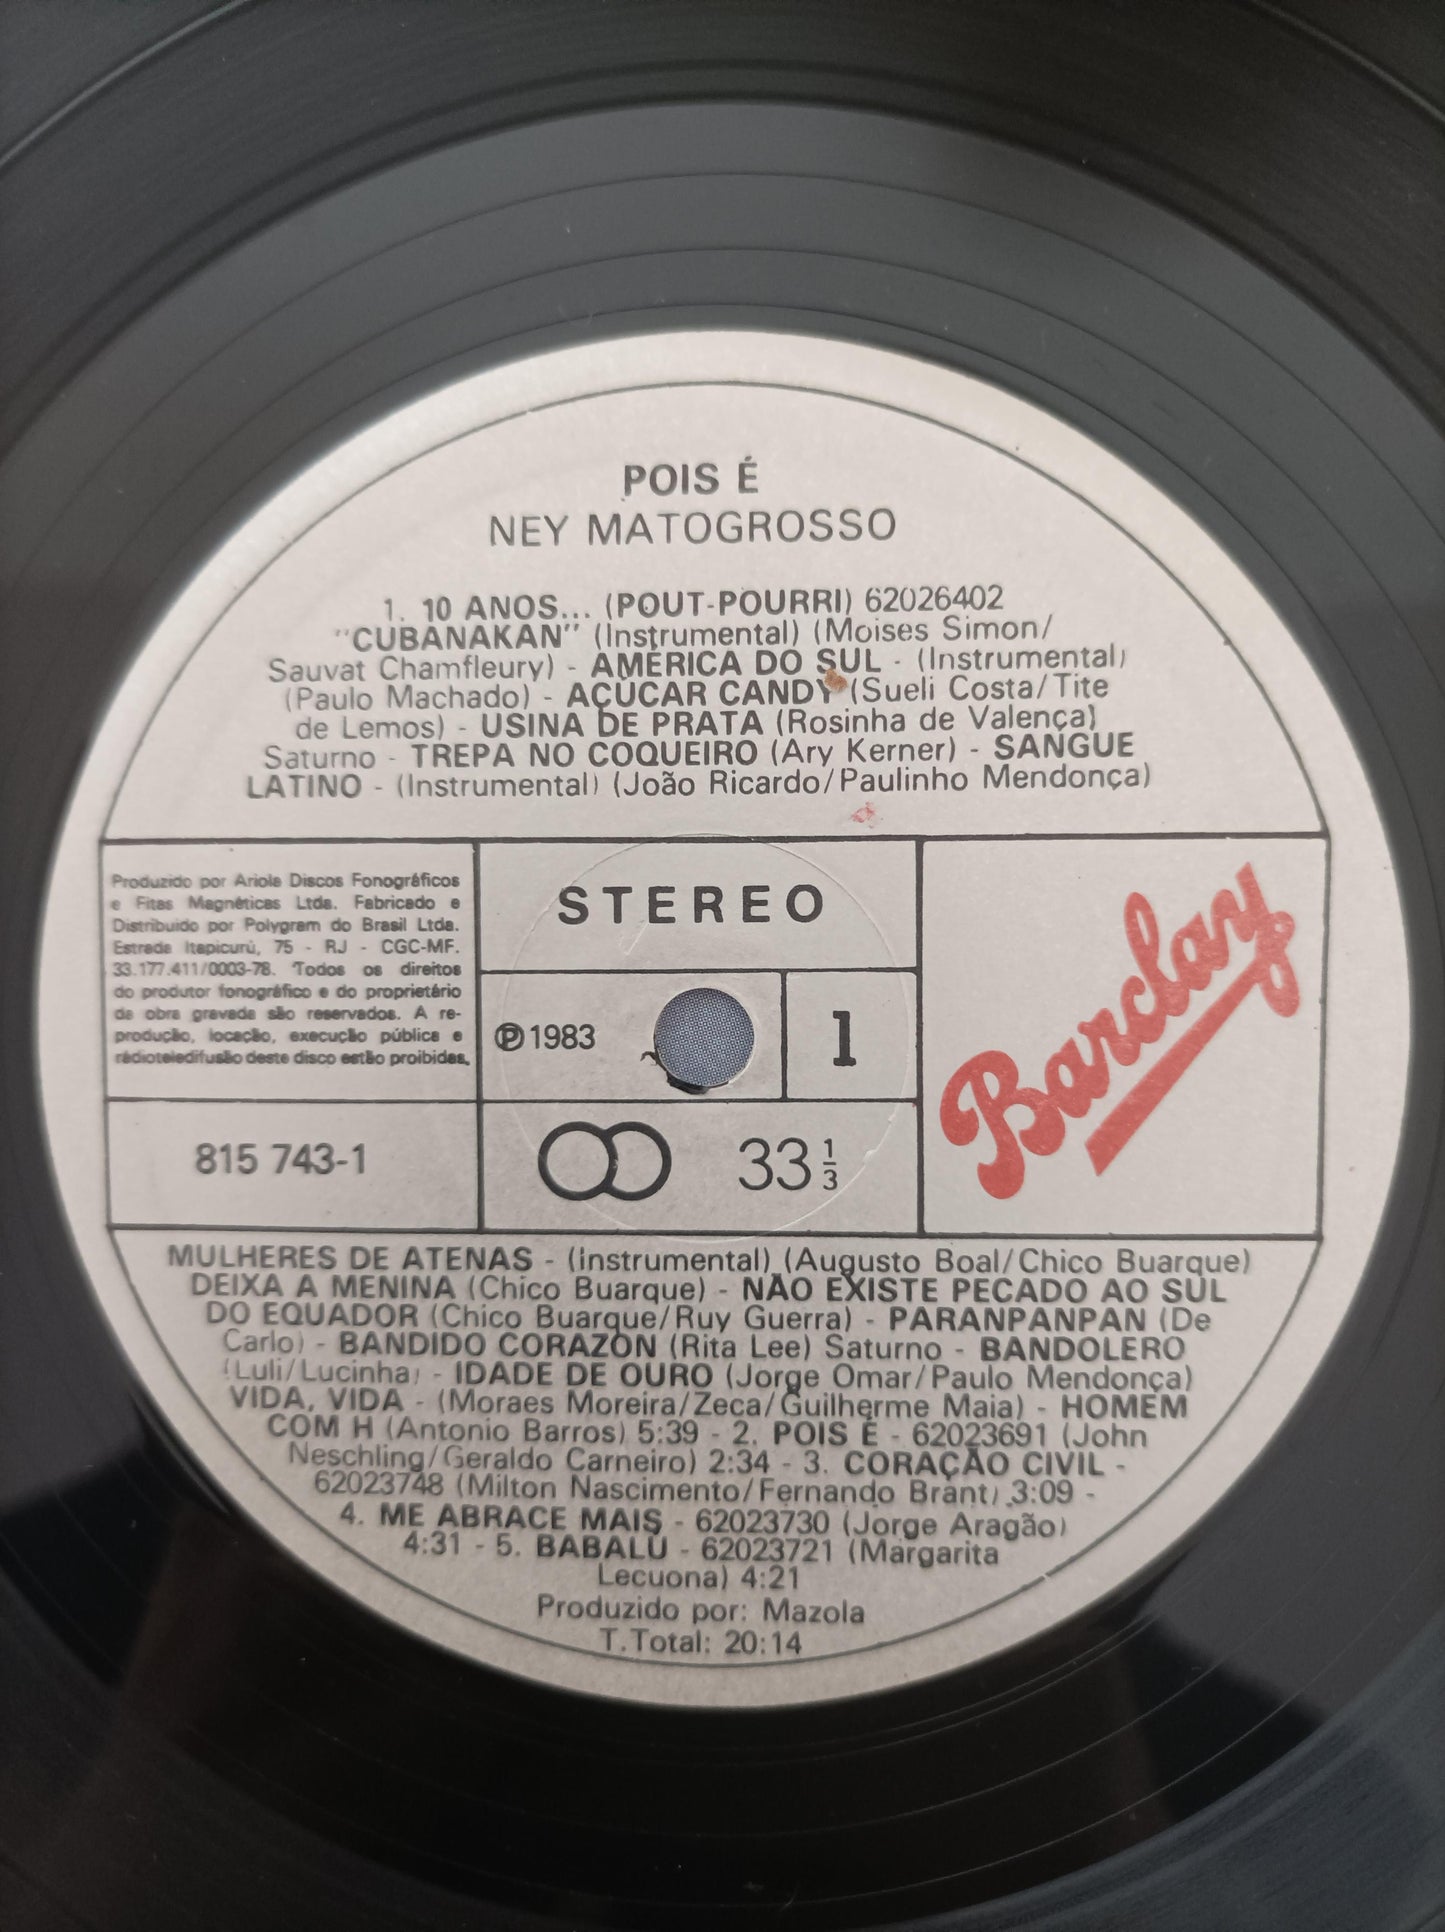 POIS É
NEY MATOGROSSO
1. 10 ANOS... (POUT-POURRI) 62026402
"CUBANAKAN" (Instrumental) (Moises Simon/
Sauvat Chamfleury) - AMÉRICA DO SUL - (Instrumental)
(Paulo Machado) - AÇÚCAR CANDY (Sueli Costa/Tite
de Lemos) - USINA DE PRATA (Rosinha de Valença)
Saturno - TREPA NO COQUEIRO (Ary Kerner) - SANGUE
LATINO - (Instrumental) (João Ricardo/Paulinho Mendonça)
Produzido por Ariola Discos Fonográficos
e Fitas Magnéticas Ltda. Fabricado e
Distribuído por Polygram do Brasil Ltda.
Estrada Itapicurú, 75 - RJ - CGC-MF.
33.177.411/0003-78. Todos os direitos
do produtor fonográfico e do proprietário
da obra gravada são reservados. A re-
produção, locação, execução pública e
rádioteledifusão deste disco estão proibidas.
STEREO
Ⓟ 1983
1
Barclay
815 743-1
33 1/3
MULHERES DE ATENAS - (Instrumental) (Augusto Boal/Chico Buarque)
DEIXA A MENINA (Chico Buarque) - NÃO EXISTE PECADO AO SUL
DO EQUADOR (Chico Buarque/Ruy Guerra) - PARANPANPAN (De
Carlo) - BANDIDO CORAZÓN (Rita Lee) Saturno - BANDOLERO
(Luli/Lucinha) - IDADE DE OURO (Jorge Omar/Paulo Mendonça)
VIDA, VIDA - (Moraes Moreira/Zeca/Guilherme Maia) - HOMEM
COM H (Antonio Barros) 5:39 - 2. POIS É - 62023691 (John
Neschling/Geraldo Carneiro) 2:34 - 3. CORAÇÃO CIVIL -
62023748 (Milton Nascimento/Fernando Brant) 3:09 -
4. ME ABRACE MAIS - 62023730 (Jorge Aragão)
4:31 - 5. BABALÚ - 62023721 (Margarita
Lecuona) 4:21
Produzido por: Mazola
T.Total: 20:14